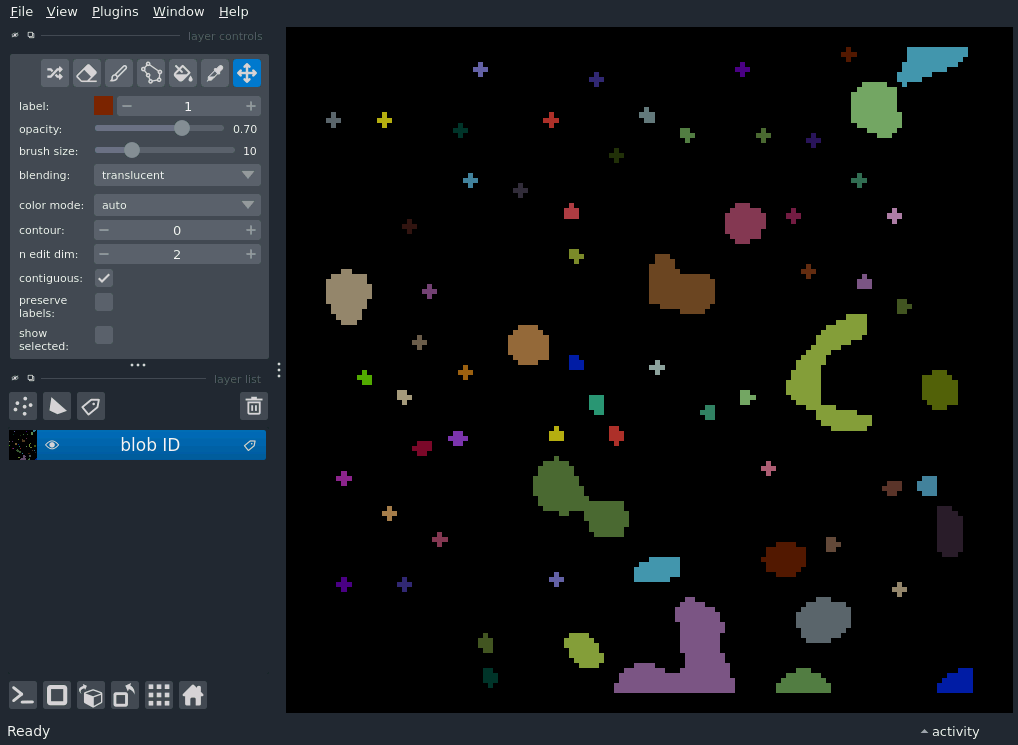 File View Plugins Window Help
layer controls
label: 1
opacity: 0.70
brush size: 10
blending: translucent
color mode: auto
contour: 0
n edit dim: 2
contiguous:
preserve
labels:
show
selected:
layer list
blob ID
Ready
activity